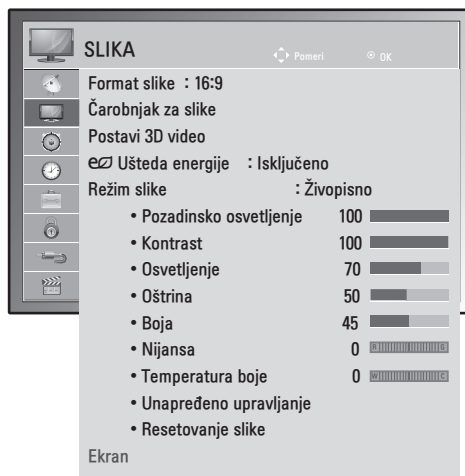 SLIKA Pomeri OK
Format slike : 16:9
Čarobnjak za slike
Postavi 3D video
Ušteda energije : Isključeno
Režim slike : Živopisno
• Pozadinsko osvetljenje 100
• Kontrast 100
• Osvetljenje 70
• Oštrina 50
• Boja 45
• Nijansa 0 R G
• Temperatura boje 0 W C
• Unapređeno upravljanje
• Resetovanje slike
Ekran